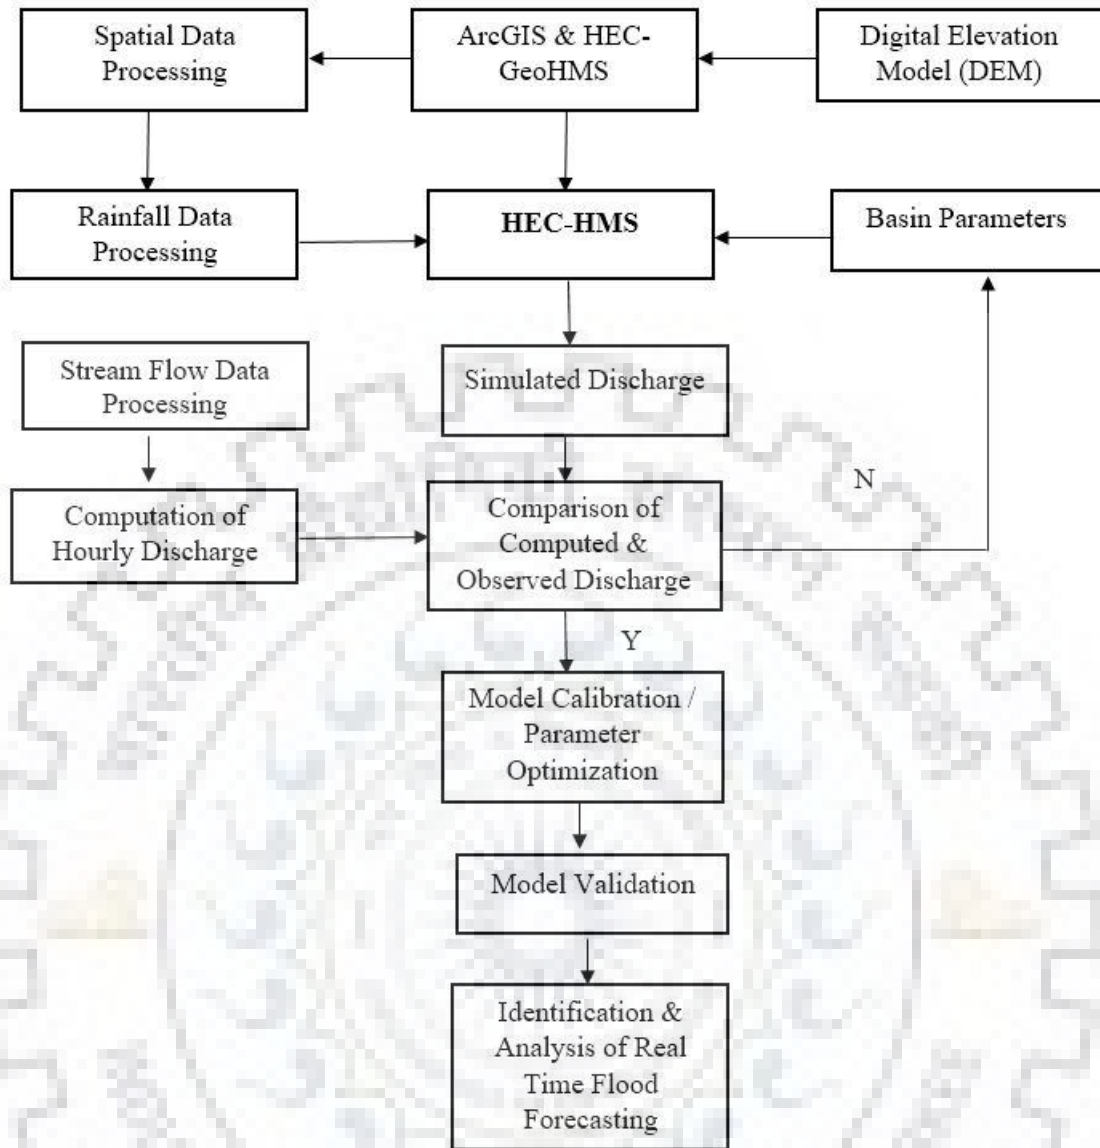 Spatial Data
Processing
ArcGIS & HEC-
GeoHMS
Digital Elevation
Model (DEM)
Rainfall Data
Processing
HEC-HMS
Basin Parameters
Stream Flow Data
Processing
Simulated Discharge
N
Computation of
Hourly Discharge
Comparison of
Computed &
Observed Discharge
Y
Model Calibration /
Parameter
Optimization
Model Validation
Identification &
Analysis of Real
Time Flood
Forecasting